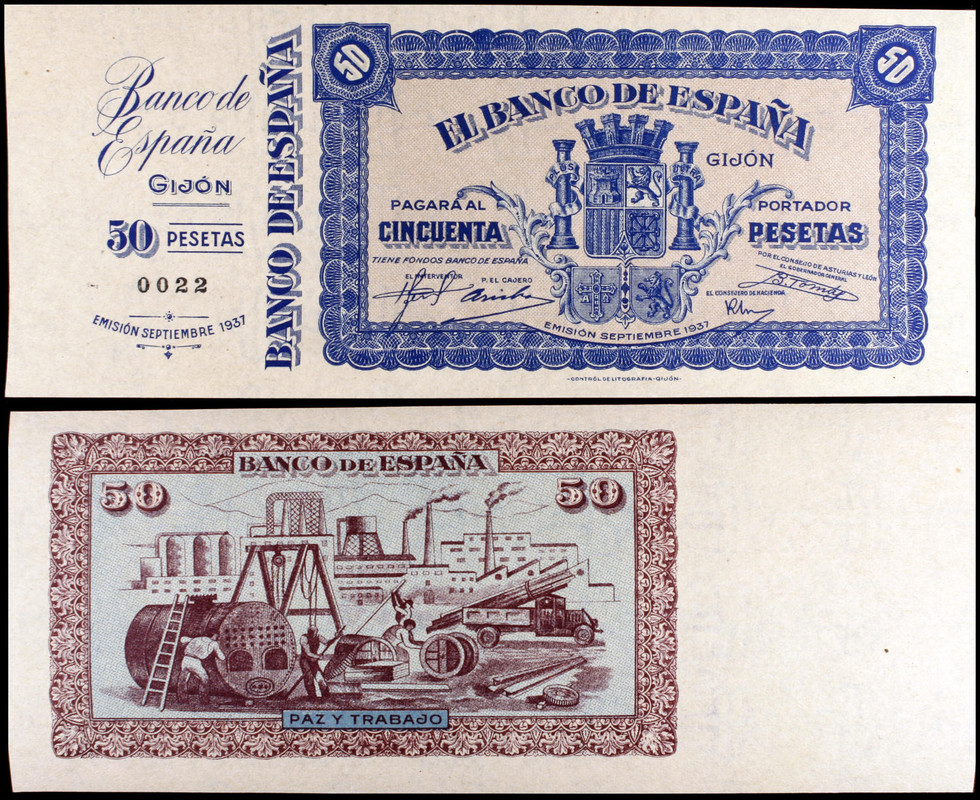 Banco de
España
GIJÓN
50 PESETAS
0022
EMISIÓN SEPTIEMBRE 1937
BANCO DE ESPAÑA
50
50
EL BANCO DE ESPAÑA
GIJÓN
PLUS
ULTRA
PAGARÁ AL
PORTADOR
CINCUENTA
PESETAS
TIENE FONDOS BANCO DE ESPAÑA
POR EL CONSEJO DE ASTURIAS Y LEÓN
EL GOBERNADOR GENERAL
EL INTERVENTOR
P. EL CAJERO
B. Tomás
EL CONSEJERO DE HACIENDA
EMISIÓN SEPTIEMBRE 1937
-CONTROL DE LITOGRAFIA-GIJÓN-
BANCO DE ESPAÑA
50
50
PAZ Y TRABAJO